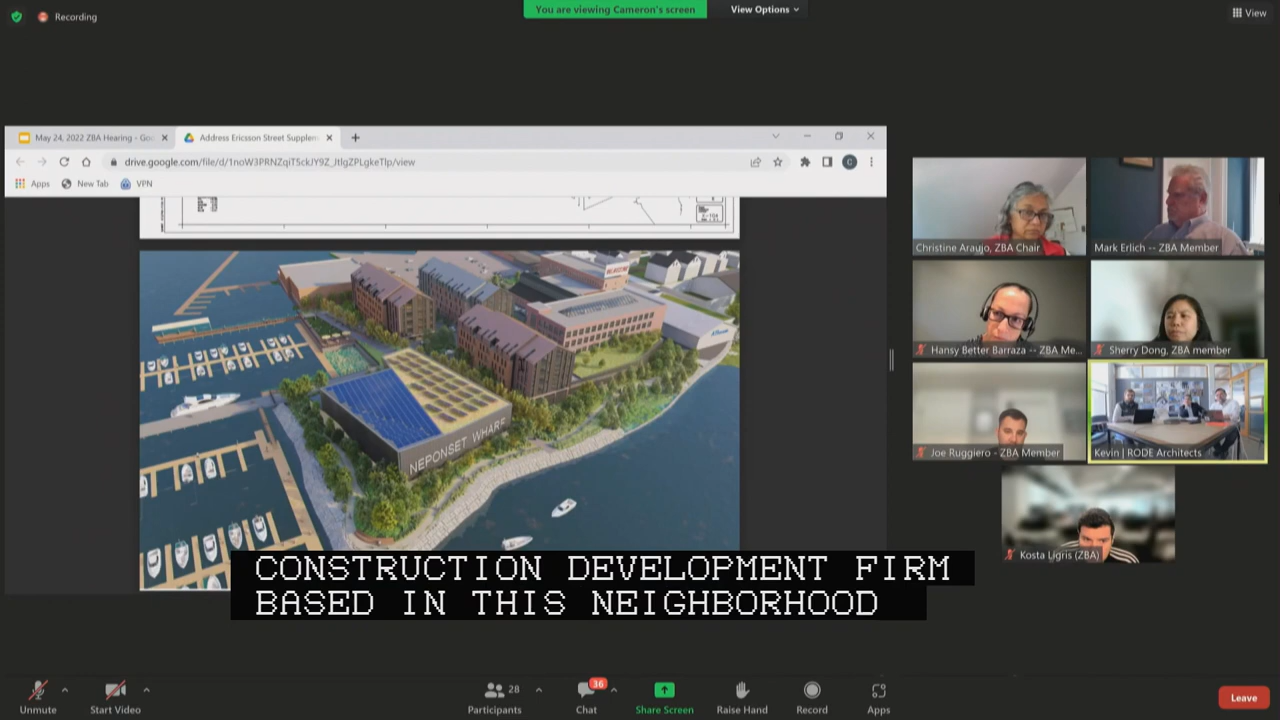 Recording
You are viewing Cameron's screen
View Options
View
May 24, 2022 ZBA Hearing - Goo
Address Ericsson Street Supplem
drive.google.com/file/d/1noW3PRNZqiT5ckJY9Z_JtlgZPLgkeTlp/view
Apps
New Tab
VPN
NEPONSET WHARF
Christine Araujo, ZBA Chair
Mark Erlich -- ZBA Member
Hansy Better Barraza -- ZBA Me...
Sherry Dong, ZBA member
Joe Ruggiero - ZBA Member
Kevin | RODE Architects
Kosta Ligris (ZBA)
CONSTRUCTION DEVELOPMENT FIRM
BASED IN THIS NEIGHBORHOOD
28
36
Unmute
Start Video
Participants
Chat
Share Screen
Raise Hand
Record
Apps
Leave